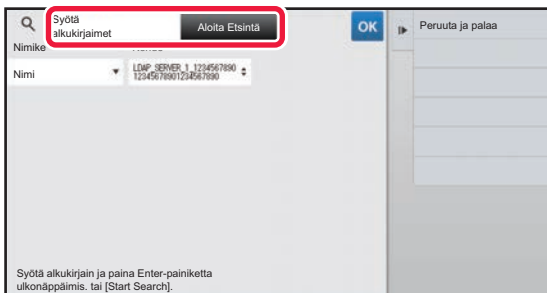 Syötä
alkukirjaimet
Aloita Etsintä
OK
Peruuta ja palaa
Nimike
Nimi
LDAP_SERVER_1_1234567890
12345678901234567890
Syötä alkukirjain ja paina Enter-painiketta
ulkonäppäimis. tai [Start Search].